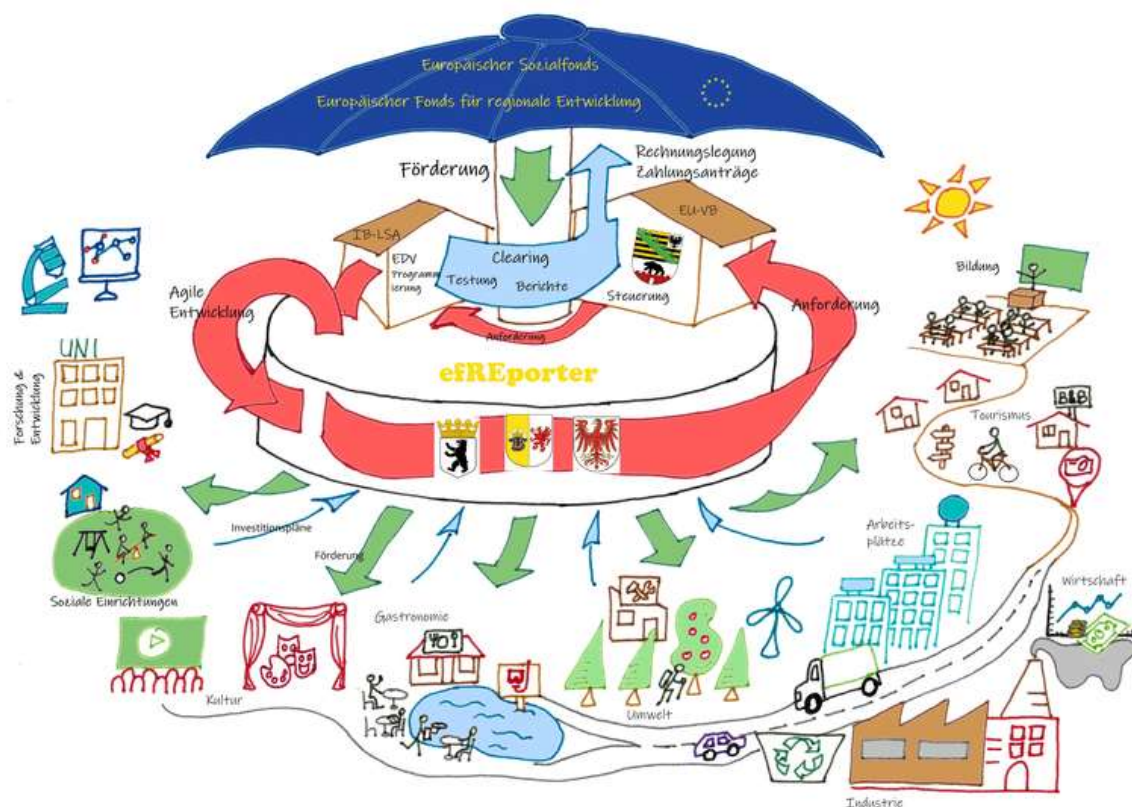 Europäischer Sozialfonds
Europäischer Fonds für regionale Entwicklung
Förderung
Rechnungslegung
Zahlungsanträge
IB-LSA
EU-VB
EDV
Programm
ierung
Clearing
Testung
Berichte
Steuerung
Anforderung
Agile
Entwicklung
Anforderung
efREporter
Bildung
UNI
Forschung &
Entwicklung
Tourismus
B&B
Investitionspläne
Förderung
Arbeits-
plätze
Soziale Einrichtungen
Wirtschaft
Gastronomie
Kultur
Umwelt
Industrie